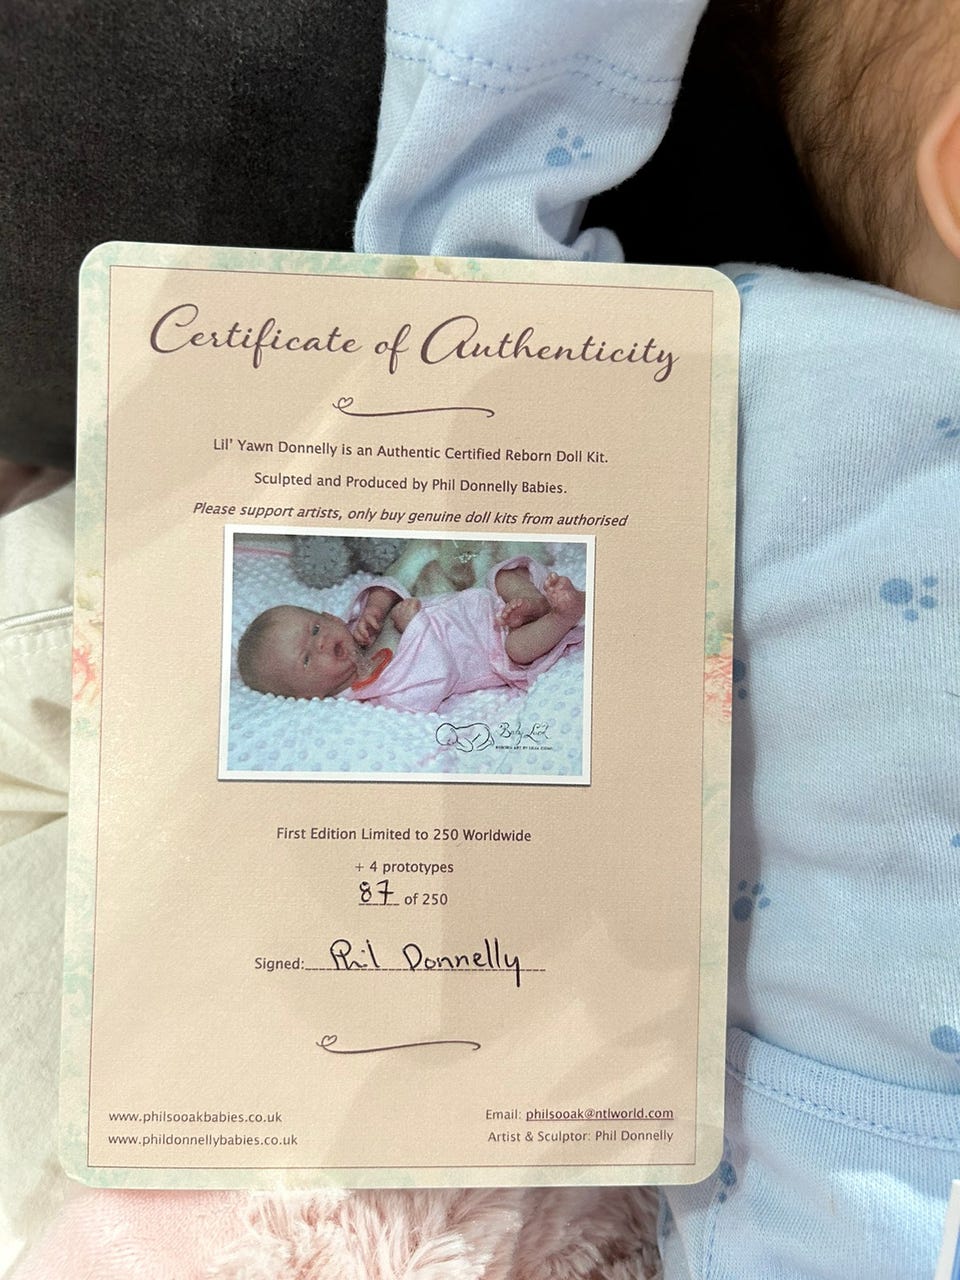 Certificate of Authenticity
Lil' Yawn Donnelly is an Authentic Certified Reborn Doll Kit.
Sculpted and Produced by Phil Donnelly Babies.
Please support artists, only buy genuine doll kits from authorised
First Edition Limited to 250 Worldwide
+ 4 prototypes
87 of 250
Signed: Phil Donnelly
www.philsooakbabies.co.uk
www.phildonnellybabies.co.uk
Email: philsooak@ntlworld.com
Artist & Sculptor: Phil Donnelly